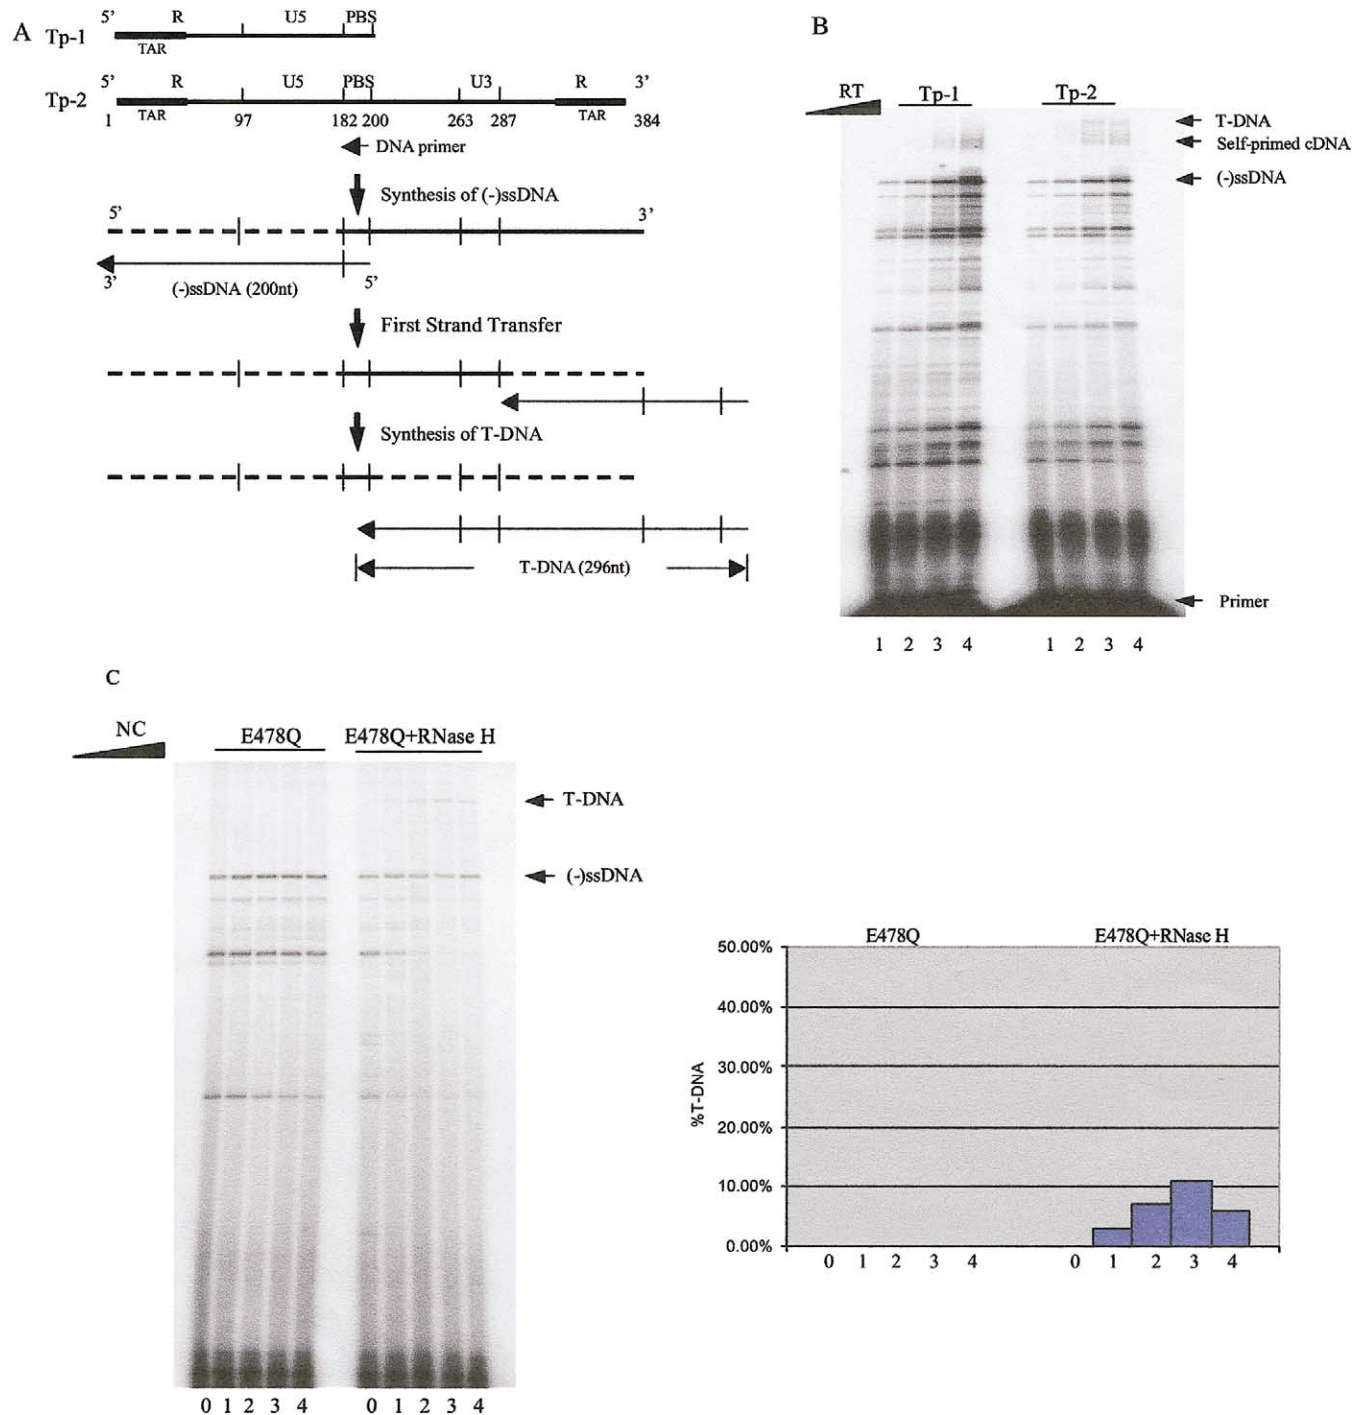 A
5' R U5 PBS
Tp-1
TAR
5' R U5 PBS U3 R 3'
Tp-2
TAR TAR
1 97 182 200 263 287 384
DNA primer
Synthesis of (-)ssDNA
5' 3'
3' (-)ssDNA (200nt) 5'
First Strand Transfer
Synthesis of T-DNA
T-DNA (296nt)
B
RT Tp-1 Tp-2
T-DNA
Self-primed cDNA
(-)ssDNA
Primer
1 2 3 4 1 2 3 4
C
NC E478Q E478Q+RNase H
T-DNA
(-)ssDNA
0 1 2 3 4 0 1 2 3 4
E478Q E478Q+RNase H
50.00%
40.00%
30.00%
20.00%
10.00%
0.00%
%T-DNA
0 1 2 3 4 0 1 2 3 4